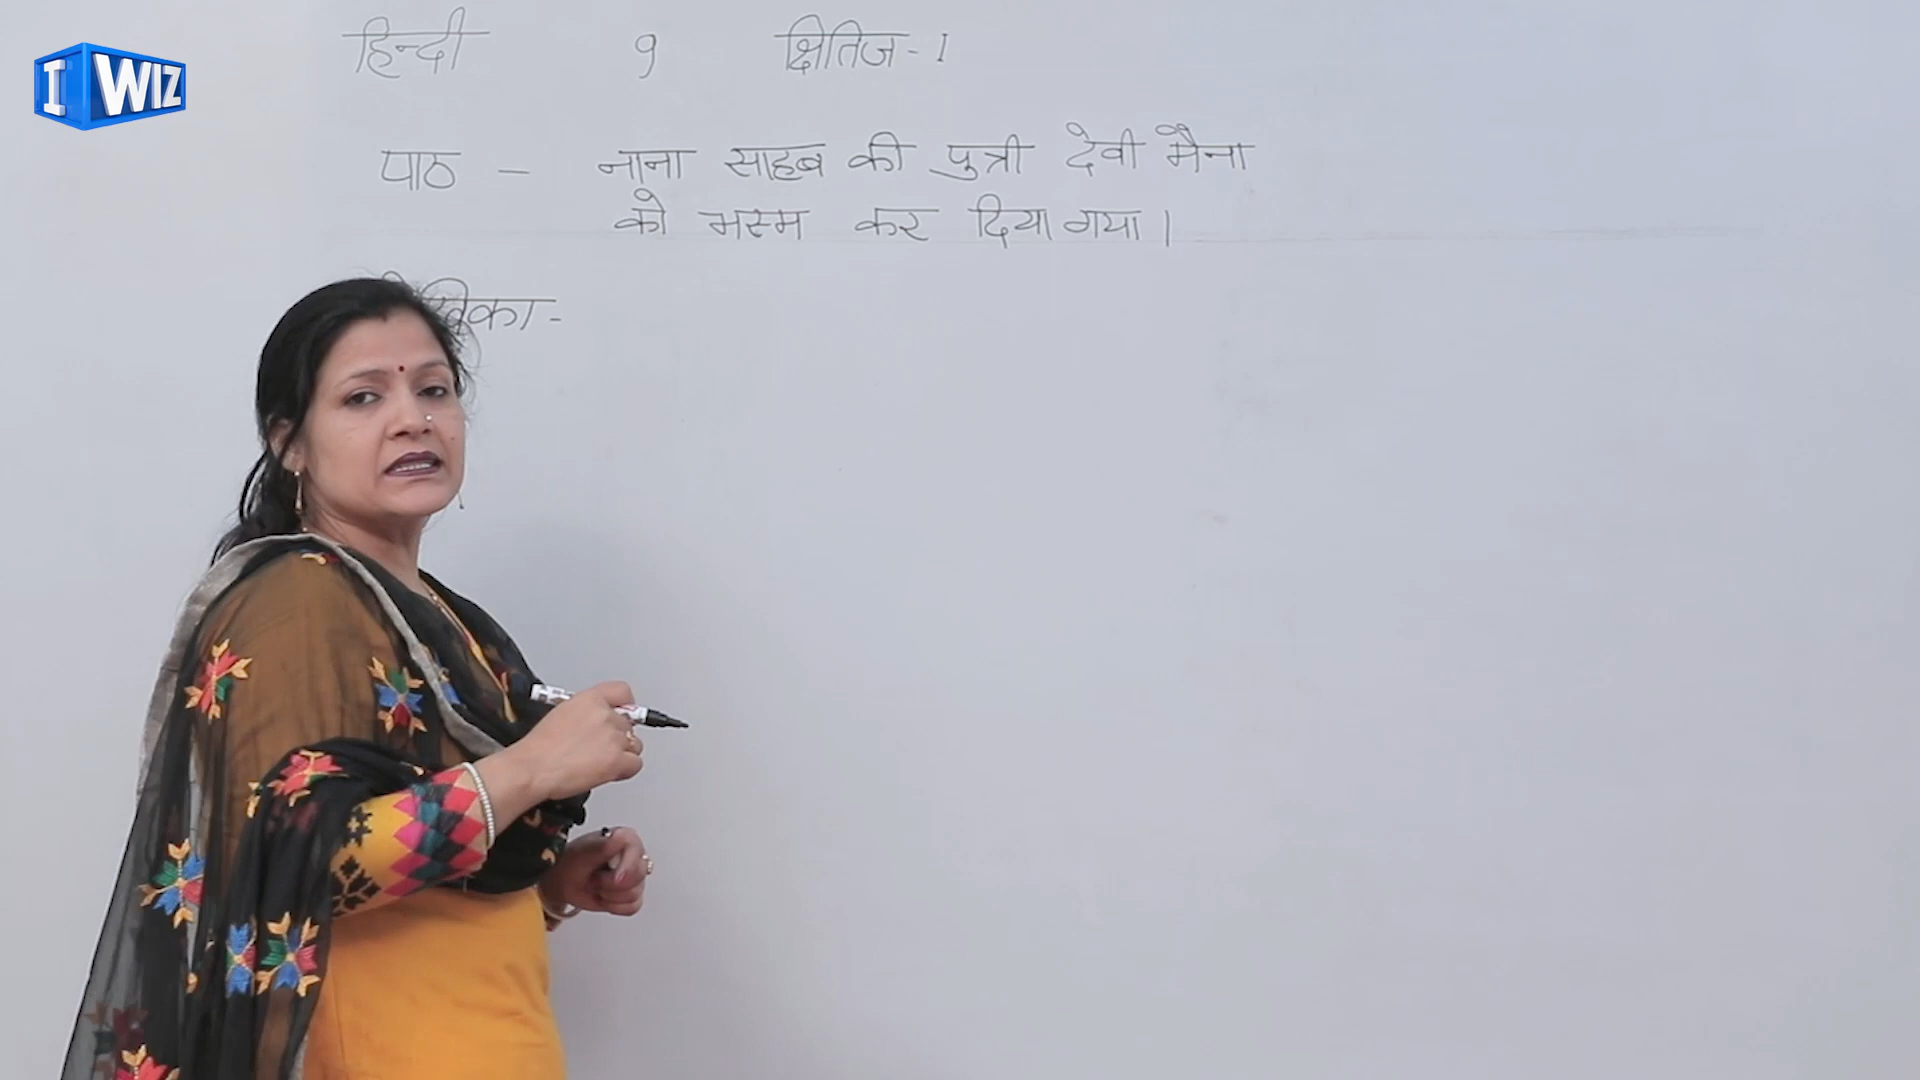 I WIZ
हिन्दी 9 क्षितिज-1
पाठ - नाना साहब की पुत्री देवी मैना
को भस्म कर दिया गया।